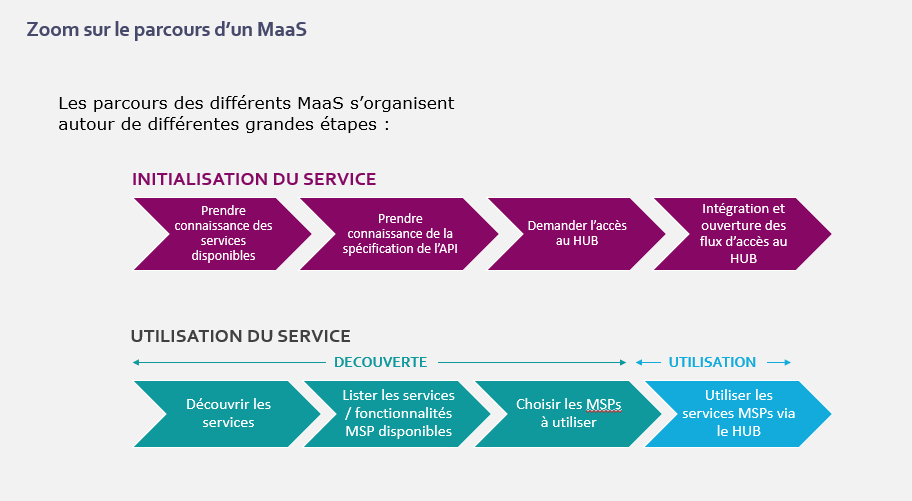 Zoom sur le parcours d’un MaaS
Les parcours des différents MaaS s’organisent
autour de différentes grandes étapes :
INITIALISATION DU SERVICE
Prendre
connaissance des
services
disponibles
Prendre
connaissance de la
spécification de l’API
Demander l’accès
au HUB
Intégration et
ouverture des
flux d’accès au
HUB
UTILISATION DU SERVICE
DECOUVERTE
UTILISATION
Découvrir les
services
Lister les services
/ fonctionnalités
MSP disponibles
Choisir les MSPs
à utiliser
Utiliser les
services MSPs via
le HUB